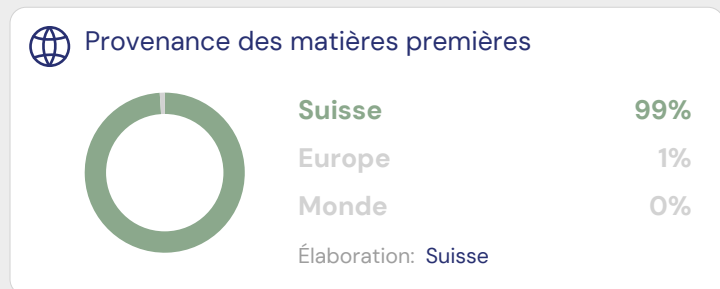 Provenance des matières premières
Suisse 99%
Europe 1%
Monde 0%
Élaboration: Suisse